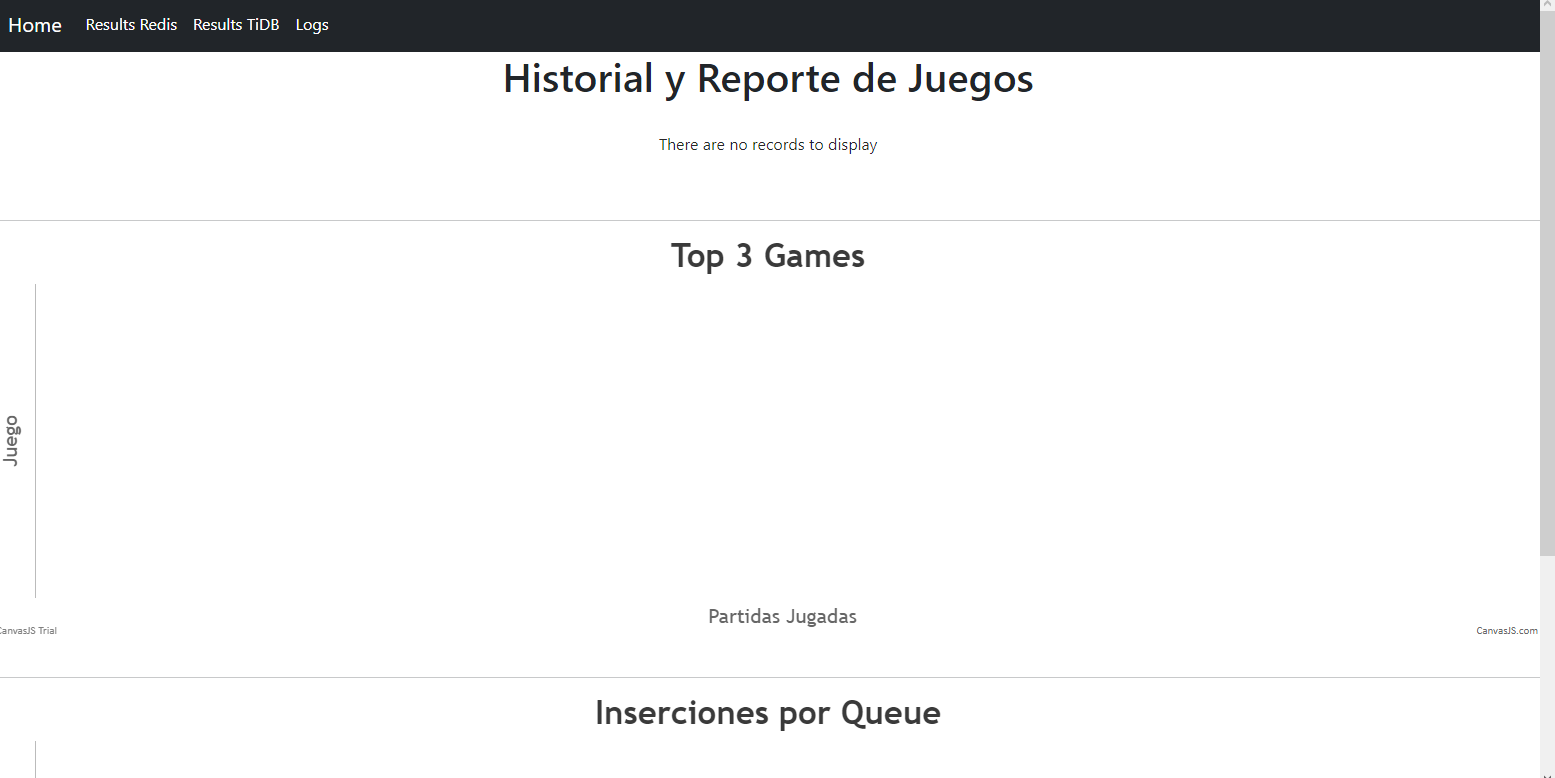 Home Results Redis Results TiDB Logs
Historial y Reporte de Juegos
There are no records to display
Top 3 Games
Juego
Partidas Jugadas
CanvasJS Trial
CanvasJS.com
Inserciones por Queue